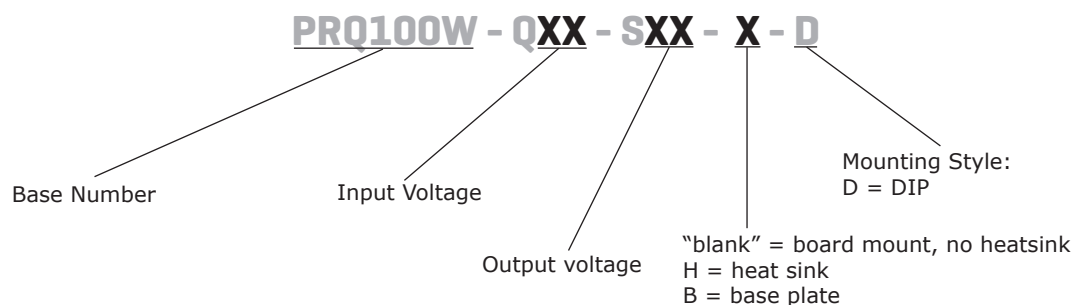 PRQ100W - QXX - SXX - X - D
Base Number
Input Voltage
Output voltage
"blank" = board mount, no heatsink
H = heat sink
B = base plate
Mounting Style:
D = DIP